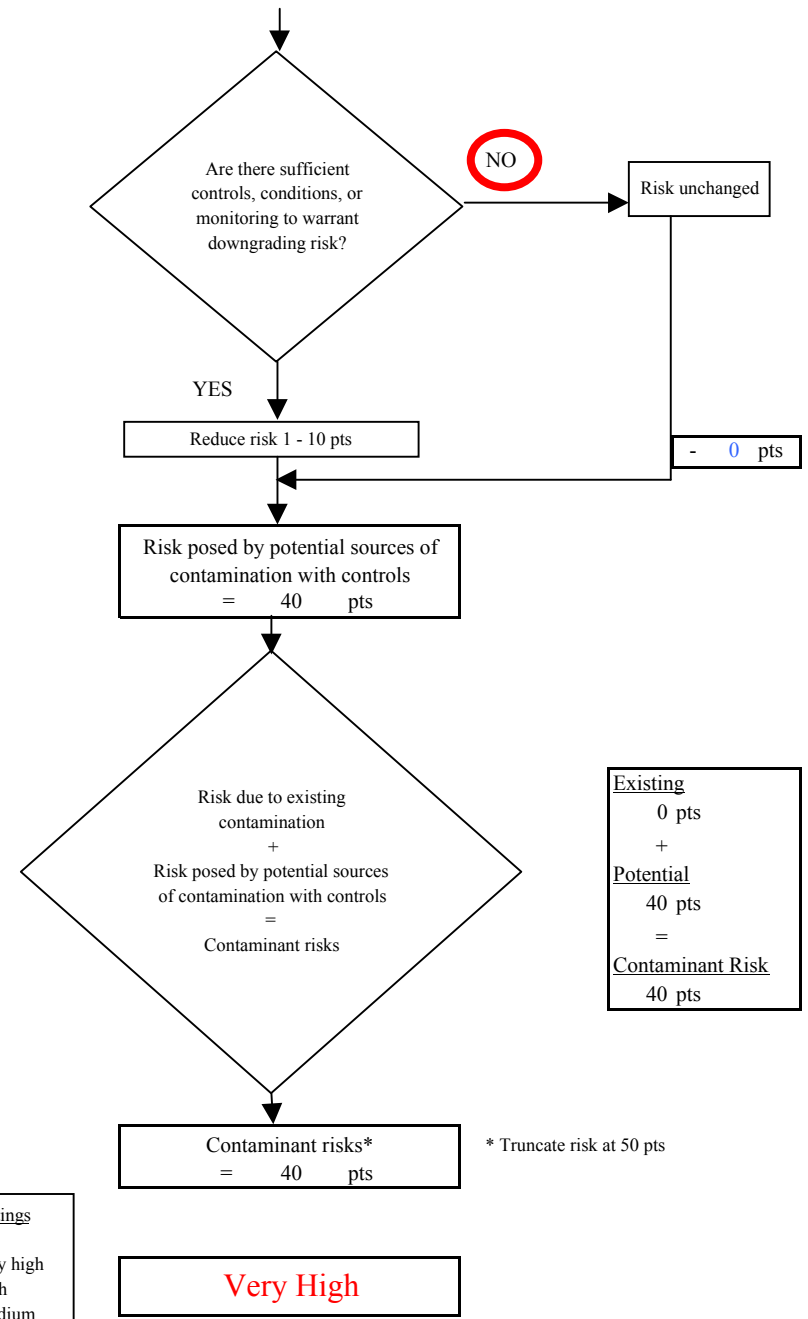 Are there sufficient
controls, conditions, or
monitoring to warrant
downgrading risk?
NO
Risk unchanged
YES
Reduce risk 1 - 10 pts
- 0 pts
Risk posed by potential sources of
contamination with controls
= 40 pts
Risk due to existing
contamination
+
Risk posed by potential sources
of contamination with controls
=
Contaminant risks
Existing
0 pts
+
Potential
40 pts
=
Contaminant Risk
40 pts
Contaminant risks*
= 40 pts
* Truncate risk at 50 pts
high
Very High